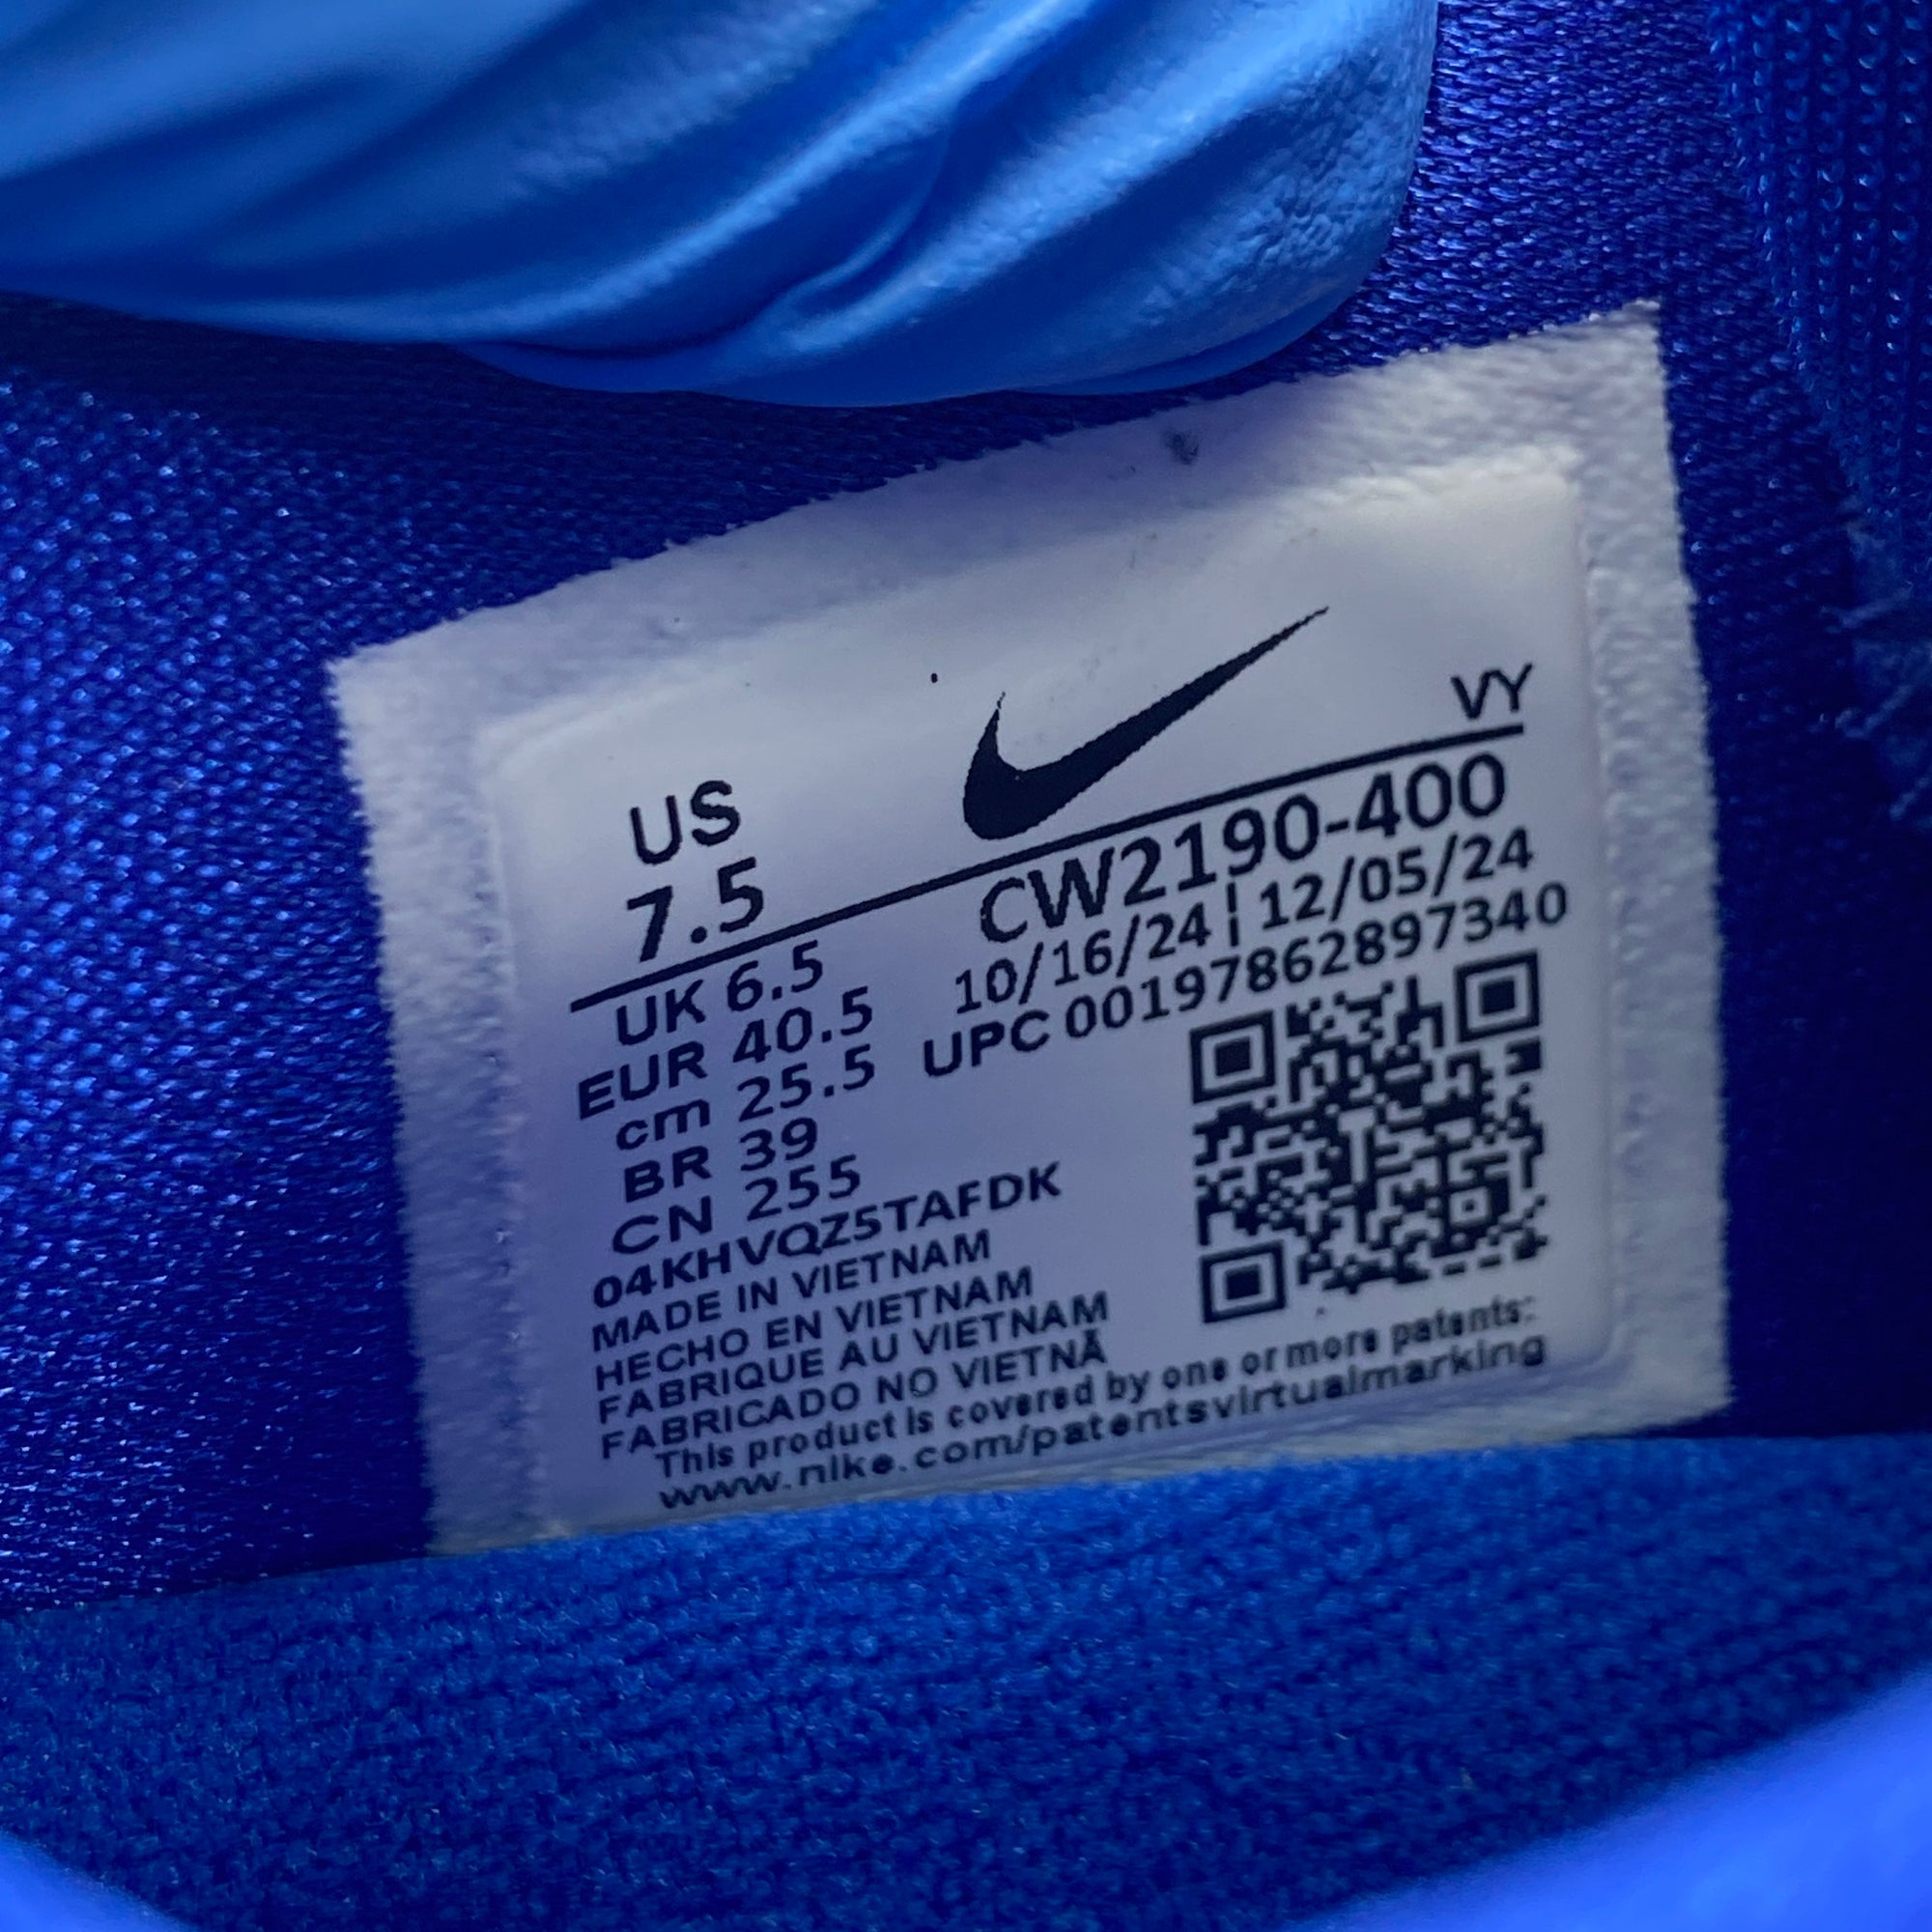 US
7.5
VY
UK 6.5
EUR 40.5
cm 25.5
BR 39
CN 255
CW2190-400
10/16/24 ¦ 12/05/24
UPC 00197862897340
04KHVQZ5TAFDK
MADE IN VIETNAM
HECHO EN VIETNAM
FABRIQUE AU VIETNAM
FABRICADO NO VIETNÃ
This product is covered by one or more patents:
www.nike.com/patentsvirtualmarking